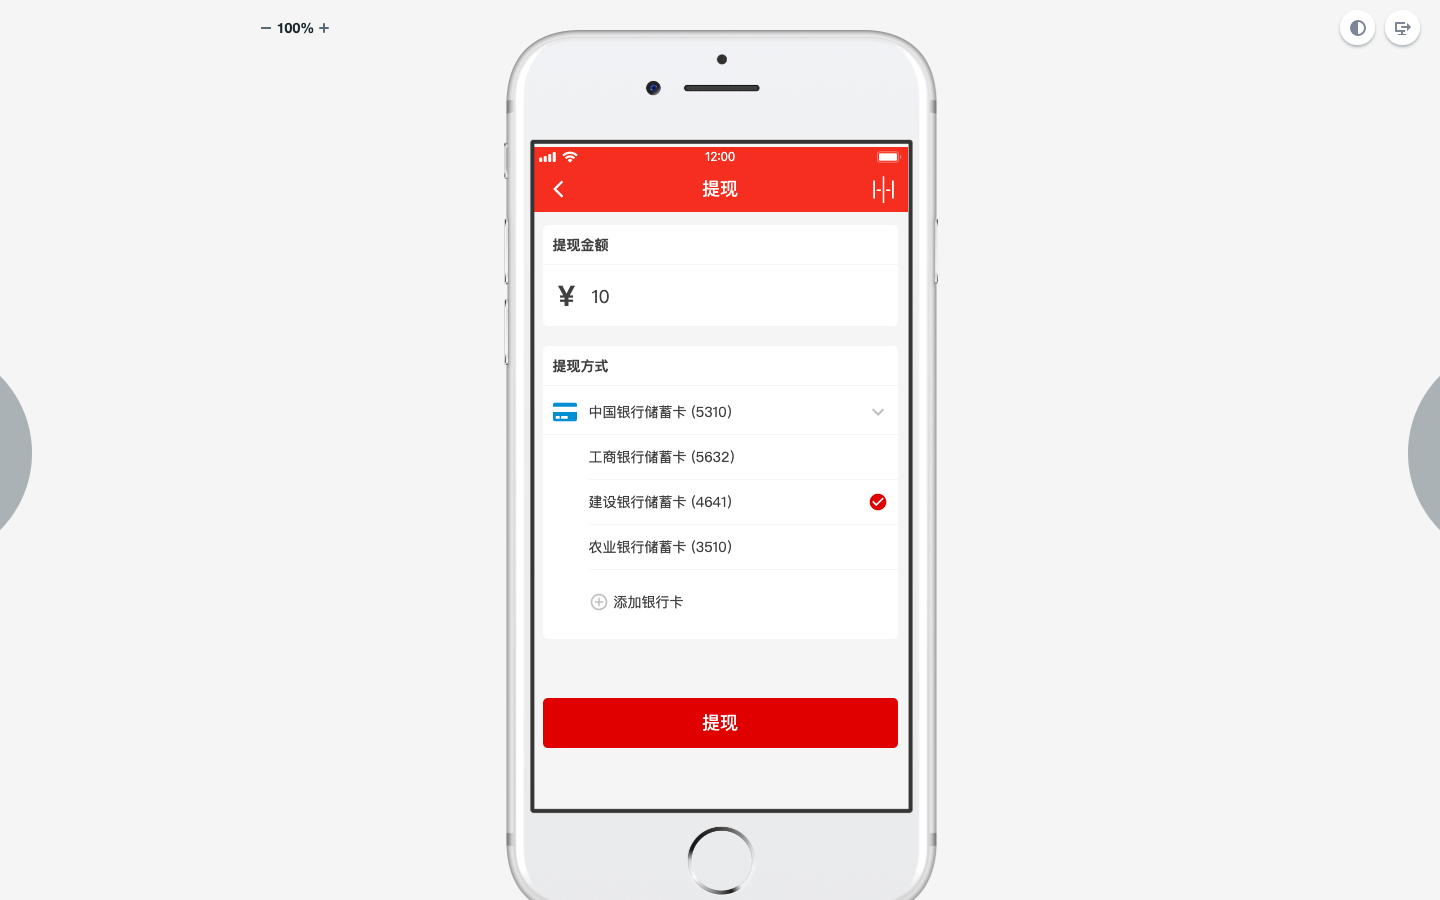 100%
12:00
提现
提现金额
¥ 10
提现方式
中国银行储蓄卡 (5310)
工商银行储蓄卡 (5632)
建设银行储蓄卡 (4641)
农业银行储蓄卡 (3510)
添加银行卡
提现